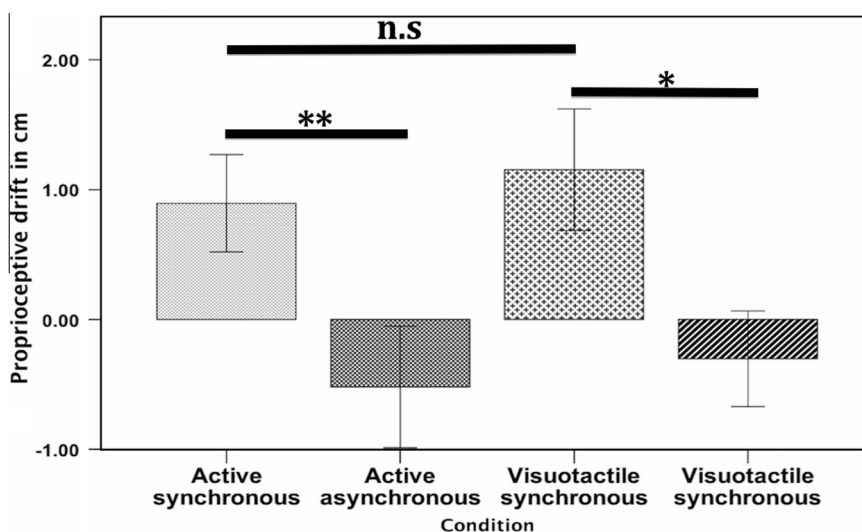 n.s
2.00
*
**
1.00
0.00
-1.00
Proprioceptive drift in cm
Active
synchronous
Active
asynchronous
Visuotactile
synchronous
Visuotactile
synchronous
Condition